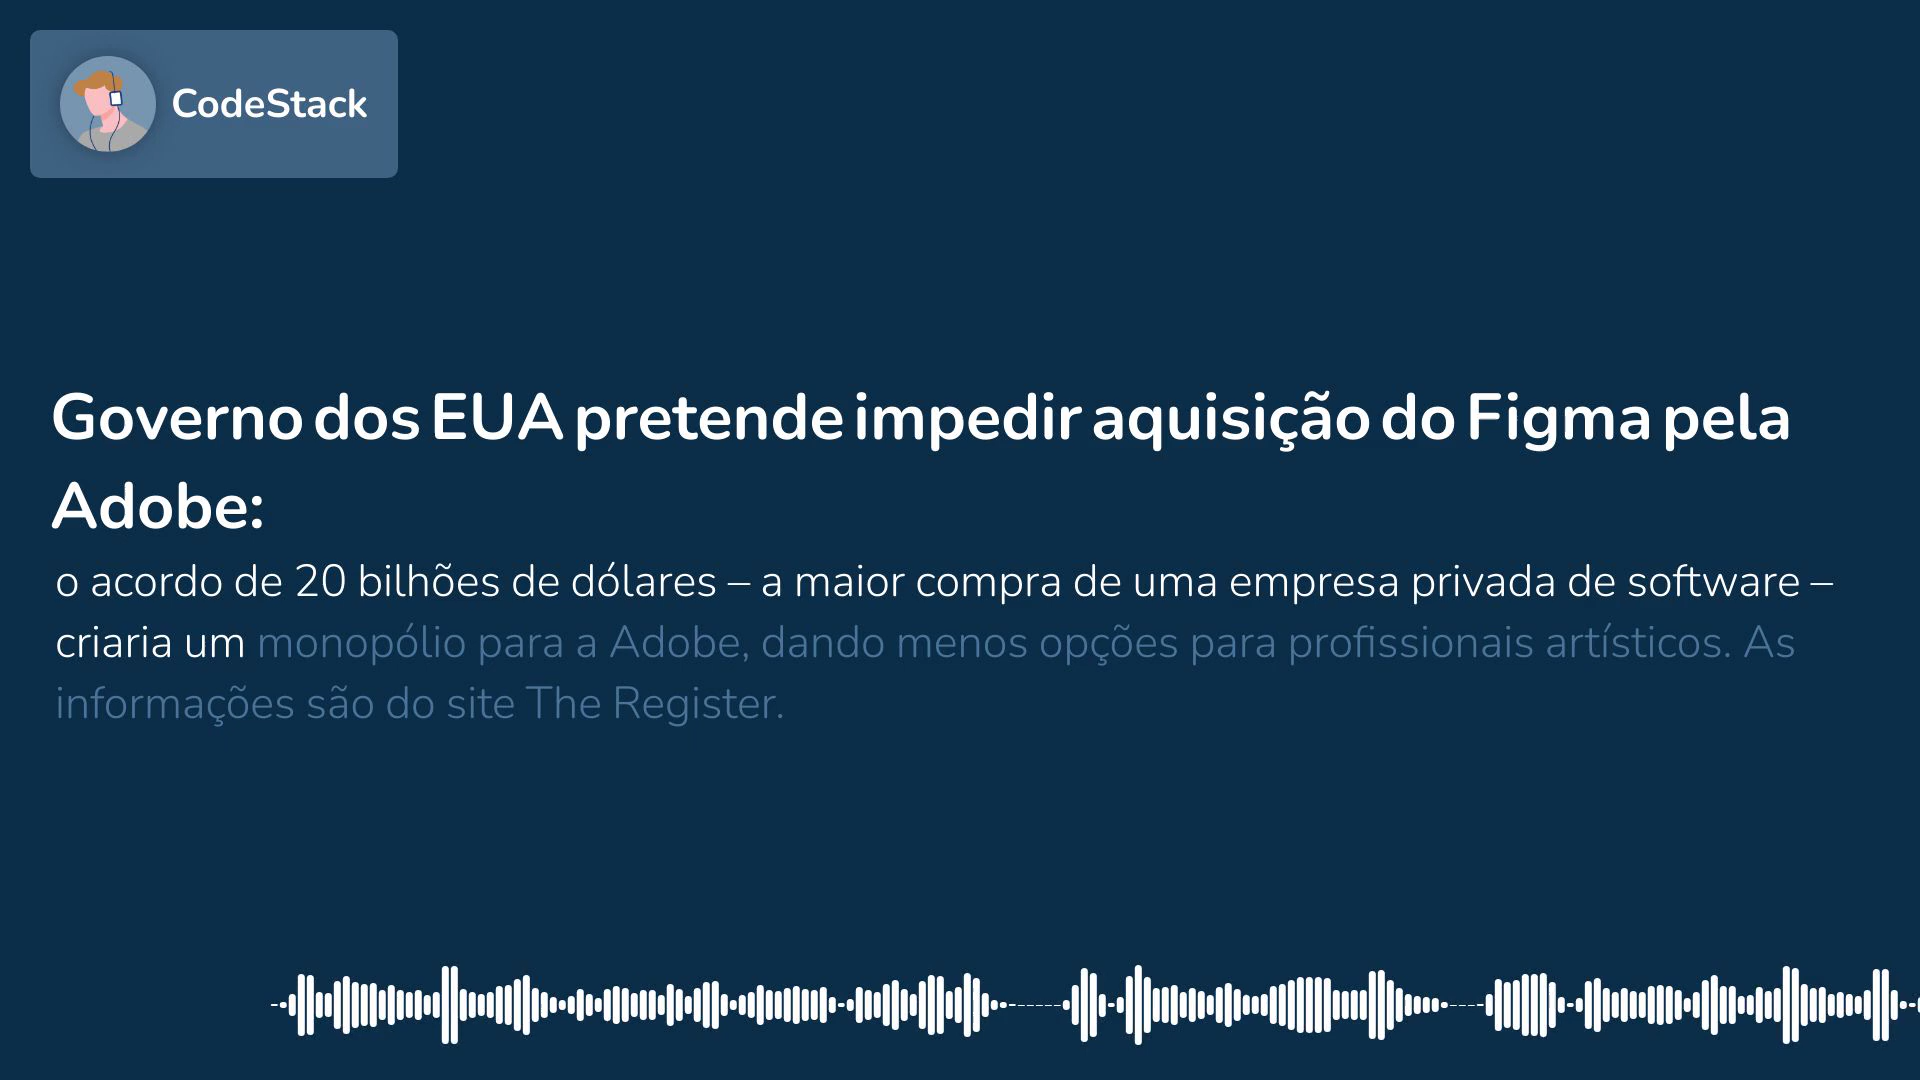 CodeStack
Governo dos EUA pretende impedir aquisição do Figma pela
Adobe:
o acordo de 20 bilhões de dólares – a maior compra de uma empresa privada de software –
criaria um monopólio para a Adobe, dando menos opções para profissionais artísticos. As
informações são do site The Register.